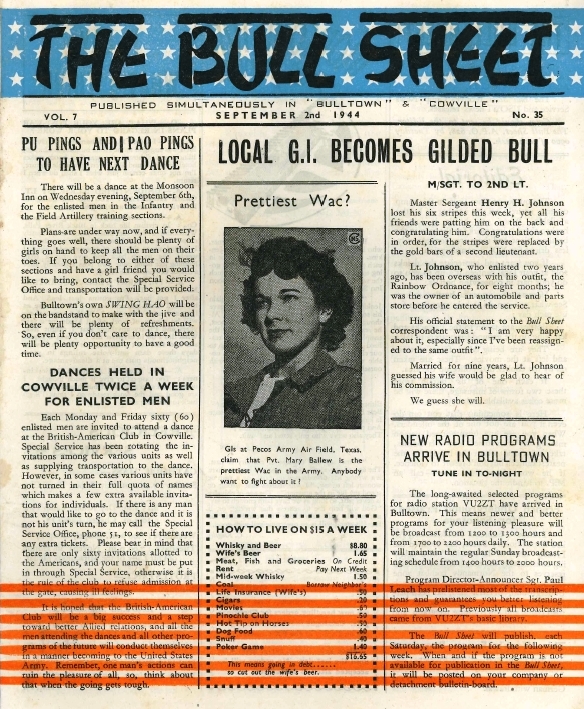 THE BULL SHEET
PUBLISHED SIMULTANEOUSLY IN "BULLTOWN" & "COWVILLE"
VOL. 7
SEPTEMBER 2nd 1944
No. 35
PU PINGS AND PAO PINGS
TO HAVE NEXT DANCE
There will be a dance at the Monsoon
Inn on Wednesday evening, September 6th,
for the enlisted men in the Infantry and
the Field Artillery training sections.
Plans are under way now, and if every-
thing goes well, there should be plenty of
girls on hand to keep all the men on their
toes. If you belong to either of these
sections and have a girl friend you would
like to bring, contact the Special Service
Office and transportation will be provided.
Bulltown's own SWING HAO will be
on the bandstand to make with the jive and
there will be plenty of refreshments.
So, even if you don't care to dance, there
will be plenty opportunity to have a good
time.
DANCES HELD IN
COWVILLE TWICE A WEEK
FOR ENLISTED MEN
Each Monday and Friday sixty (60)
enlisted men are invited to attend a dance
at the British-American Club in Cowville.
Special Service has been rotating the in-
vitations among the various units as well
as supplying transportation to the dance.
However, in some cases various units have
not turned in their full quota of names
which makes a few extra available invita-
tions for individuals. If there is any man
that would like to go to the dance and it is
not his unit's turn, he may call the Special
Service Office, phone 51, to see if there are
any extra tickets. Please bear in mind that
there are only sixty invitations allotted to
the Americans, and your name must be put
in through Special Service, otherwise it is
the rule of the club to refuse admission at
the gate, causing ill feelings.
It is hoped that the British-American
Club will be a big success and a step
toward better Allied relations, and all the
men attending the dances and all other pro-
grams of the future will conduct themselves
in a manner becoming to the United States
Army. Remember, one man's actions can
ruin the pleasure of all, so, think about
that when the going gets tough.
LOCAL G.I. BECOMES GILDED BULL
Prettiest Wac?
GIs at Pecos Army Air Field, Texas,
claim that Pvt. Mary Ballew is the
prettiest Wac in the Army. Anybody
want to fight about it?
HOW TO LIVE ON $15 A WEEK
Whisky and Beer $8.80
Wife's Beer 1.65
Meat, Fish and Groceries On Credit
Rent Pay Next Week
Mid-week Whisky 1.50
Coal Borrow Neighbor's
Life Insurance (Wife's) .50
Cigars .20
Movies
Pinochle Club .50
Hot Tip on Horses .50
Dog Food .60
Snuff
Poker Game 1.40
$16.65
This means going in debt......
so cut out the wife's beer.
M/SGT. TO 2ND LT.
Master Sergeant Henry H. Johnson
lost his six stripes this week, yet all his
friends were patting him on the back and
congratulating him. Congratulations were
in order, for the stripes were replaced by the
gold bars of a second lieutenant.
Lt. Johnson, who enlisted two years
ago, has been overseas with his outfit, the
Rainbow Ordnance, for eight months; he
was the owner of an automobile and parts
store before he entered the service.
His official statement to the Bull Sheet
correspondent was: "I am very happy
about it, especially since I've been reassign-
ed to the same outfit".
Married for nine years, Lt. Johnson
guessed his wife would be glad to hear of
his commission.
We guess she will.
NEW RADIO PROGRAMS
ARRIVE IN BULLTOWN
TUNE IN TO-NIGHT
The long-awaited selected programs
for radio station VU2ZT have arrived in
Bulltown. This means newer and better
programs for your listening pleasure will
be broadcast from 1200 to 1300 hours and
from 1700 to 2200 hours daily. The station
will maintain the regular Sunday broadcast-
ing schedule from 1400 hours to 2200 hours.
Program Director-Announcer Sgt. Paul
Leach has prelistened most of the transcrip-
tions and guarantees you better listening
from now on. Previously all broadcasts
came from VU2ZT's basic library.
The Bull Sheet will publish, each
Saturday, the program for the following
week. When and if the program is not
available for publication in the Bull Sheet,
it will be posted on your company or
detachment bulletin-board.